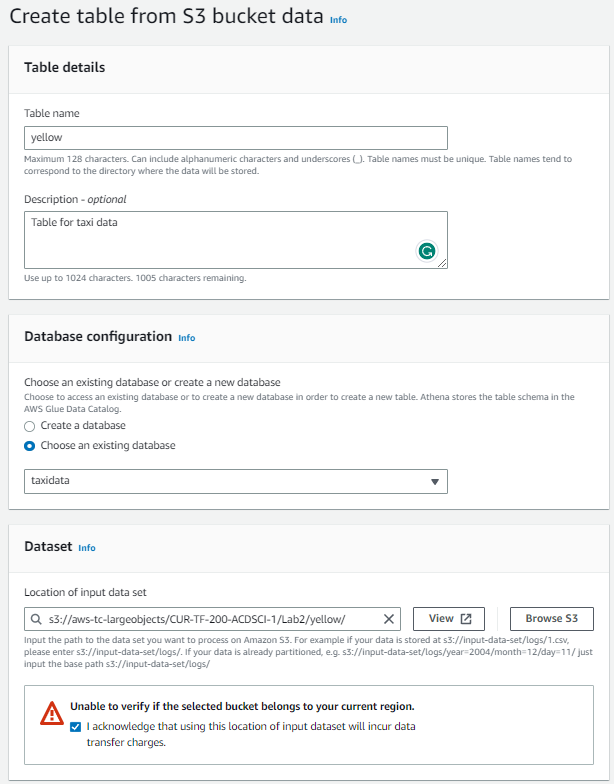 Create table from S3 bucket data Info
Table details
Table name
yellow
Maximum 128 characters. Can include alphanumeric characters and underscores (_). Table names must be unique. Table names tend to
correspond to the directory where the data will be stored.
Description - optional
Table for taxi data
Use up to 1024 characters. 1005 characters remaining.
Database configuration Info
Choose an existing database or create a new database
Choose to access an existing database or to create a new database in order to create a new table. Athena stores the table schema in the
AWS Glue Data Catalog.
Create a database
Choose an existing database
taxidata
Dataset Info
Location of input data set
s3://aws-tc-largeobjects/CUR-TF-200-ACDSCI-1/Lab2/yellow/ View Browse S3
Input the path to the data set you want to process on Amazon S3. For example if your data is stored at s3://input-data-set/logs/1.csv,
please enter s3://input-data-set/logs/. If your data is already partitioned, e.g. s3://input-data-set/logs/year=2004/month=12/day=11/ just
input the base path s3://input-data-set/logs/
Unable to verify if the selected bucket belongs to your current region.
I acknowledge that using this location of input dataset will incur data
transfer charges.